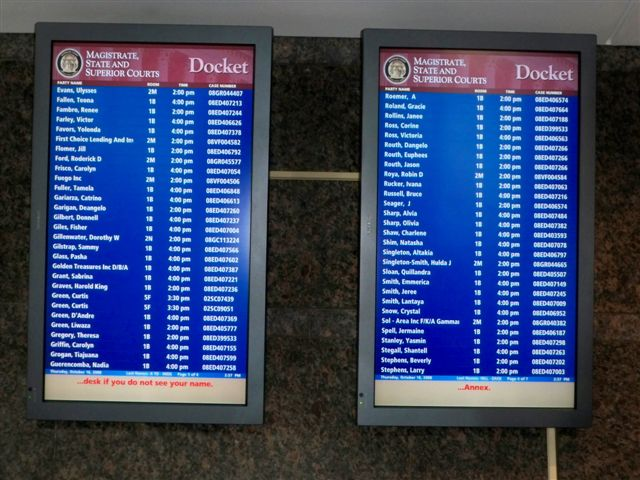 MAGISTRATE,
STATE AND
SUPERIOR COURTS
Docket
PARTY NAME ROOM TIME CASE NUMBER
Evans, Ulysses 2M 2:00 pm 08GR044407
Fallen, Teena 1B 4:00 pm 08ED407213
Fambro, Renee 1B 2:00 pm 08ED407244
Farley, Victor 1B 4:00 pm 08ED406626
Favors, Yolonda 1B 4:00 pm 08ED407378
First Choice Lending And In 2M 2:00 pm 08VF004582
Flomer, Jill 1B 2:00 pm 08ED406792
Ford, Roderick D 2M 2:00 pm 08GR045577
Frisco, Carolyn 1B 4:00 pm 08ED407054
Fuego Inc 2M 2:00 pm 08VF004506
Fuller, Tamela 1B 4:00 pm 08ED406848
Gariarza, Catrino 1B 4:00 pm 08ED406613
Garigan, Deangelo 1B 2:00 pm 08ED407260
Gilbert, Donnell 1B 4:00 pm 08ED407237
Giles, Fisher 1B 4:00 pm 08ED407004
Gillenwater, Dorothy W 2N 2:00 pm 08GC113224
Gilstrap, Sammy 1B 4:00 pm 08ED407566
Glass, Pasha 1B 4:00 pm 08ED407602
Golden Treasures Inc D/B/A 1B 4:00 pm 08ED407387
Grant, Sabrina 1B 4:00 pm 08ED407221
Graves, Harold King 1B 2:00 pm 08ED407236
Green, Curtis 5F 3:30 pm 02SC07439
Green, Curtis 5F 3:30 pm 02SC09051
Green, D'Andre 1B 4:00 pm 08ED407369
Green, Liwaza 1B 2:00 pm 08ED405777
Gregory, Theresa 1B 2:00 pm 08ED399533
Griffin, Carolyn 1B 4:00 pm 08ED407155
Grogan, Tiajuana 1B 4:00 pm 08ED407599
Guerencomba, Nadia 1B 4:00 pm 08ED407258
Thursday, October 16, 2008 2:57 PM
...desk if you do not see your name.
MAGISTRATE,
STATE AND
SUPERIOR COURTS
Docket
PARTY NAME ROOM TIME CASE NUMBER
Roemer, A 1B 2:00 pm 08ED406574
Roland, Gracie 1B 4:00 pm 08ED407664
Rollins, Janee 1B 2:00 pm 08ED407188
Ross, Corine 1B 2:00 pm 08ED399533
Ross, Victoria 1B 4:00 pm 08ED406563
Routh, Dangelo 1B 2:00 pm 08ED407266
Routh, Euphees 1B 2:00 pm 08ED407266
Routh, Jason 1B 2:00 pm 08ED407266
Roya, Robin D 2M 2:00 pm 08VF004584
Rucker, Ivana 1B 2:00 pm 08ED407063
Russell, Bruce 1B 4:00 pm 08ED407216
Seager, J 1B 2:00 pm 08ED406574
Sharp, Alvia 1B 4:00 pm 08ED407484
Sharp, Olivia 1B 4:00 pm 08ED407382
Shaw, Charlene 1B 4:00 pm 08ED403593
Shim, Natasha 1B 4:00 pm 08ED407078
Singleton, Altakia 1B 4:00 pm 08ED406797
Singleton-Smith, Hulda J 2M 2:00 pm 08GR044665
Sloan, Quillandra 1B 2:00 pm 08ED405507
Smith, Emmerica 1B 4:00 pm 08ED407149
Smith, Jeree 1B 4:00 pm 08ED407245
Smith, Lantaya 1B 4:00 pm 08ED407009
Snow, Crystal 1B 4:00 pm 08ED406952
Sol - Area Inc F/K/A Gammar 2M 2:00 pm 08GR040382
Spell, Jermaine 1B 2:00 pm 08ED406187
Stanley, Yasmin 1B 2:00 pm 08ED407298
Stegall, Shantell 1B 4:00 pm 08ED407263
Stephens, Beverly 1B 2:00 pm 08ED407202
Stephens, Larry 1B 2:00 pm 08ED407003
Thursday, October 16, 2008 2:57 PM
...Annex.